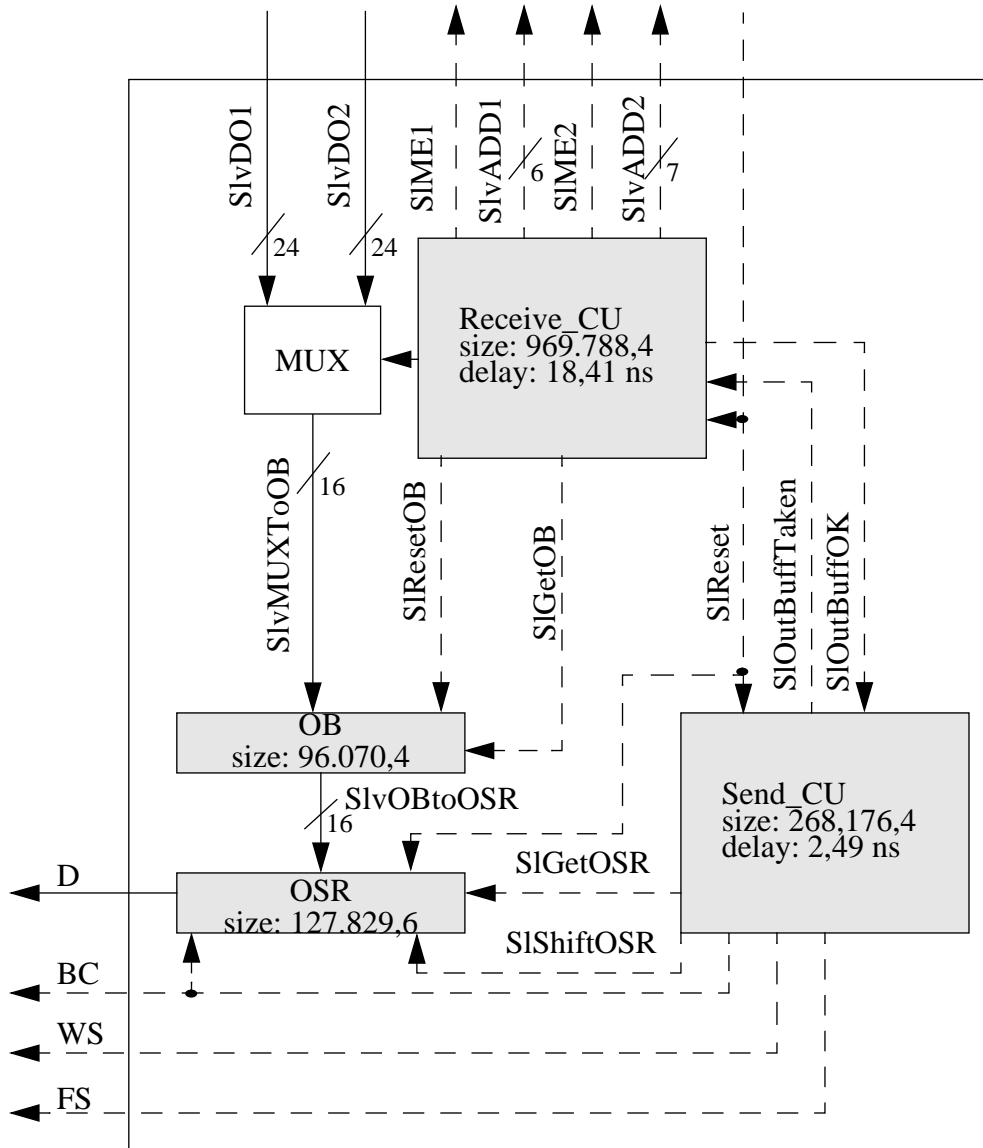 SlvDO1
SlvDO2
SlME1
SlvADD1
SlME2
SlvADD2
6
7
24
24
Receive_CU
size: 969.788,4
delay: 18,41 ns
MUX
16
SlvMUXToOB
SlResetOB
SlGetOB
SlReset
SlOutBuffTaken
SlOutBuffOK
OB
size: 96.070,4
SlvOBtoOSR
16
Send_CU
size: 268,176,4
delay: 2,49 ns
SlGetOSR
D
OSR
size: 127.829,6
SlShiftOSR
BC
WS
FS